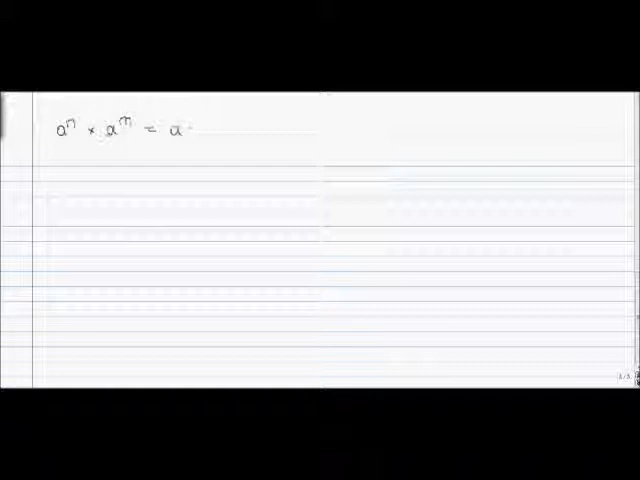 aⁿ × aᵐ = a